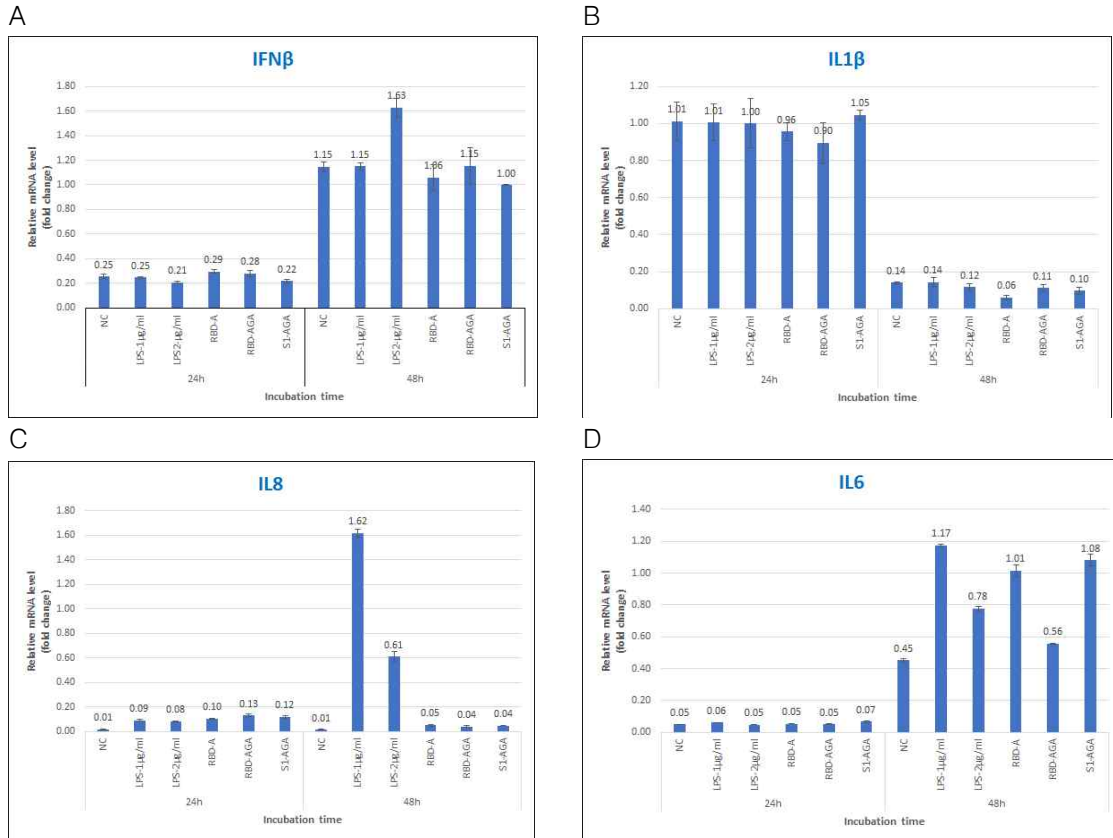 A
IFNβ
Relative mRNA level
(fold change)
1.80
1.60
1.40
1.20
1.00
0.80
0.60
0.40
0.20
0.00
0.25
0.25
0.21
0.29
0.28
0.22
1.15
1.15
1.63
1.06
1.15
1.00
NC
LPS-1µg/ml
LPS2-µg/ml
RBD-A
RBD-AGA
S1-AGA
NC
LPS-1µg/ml
LPS2-µg/ml
RBD-A
RBD-AGA
S1-AGA
24h
48h
Incubation time
B
IL1β
Relative mRNA level
(fold change)
1.20
1.00
0.80
0.60
0.40
0.20
0.00
1.01
1.01
1.00
0.96
0.90
1.05
0.14
0.14
0.12
0.06
0.11
0.10
NC
LPS-1µg/ml
LPS-2µg/ml
RBD-A
RBD-AGA
S1-AGA
NC
LPS-1µg/ml
LPS-2µg/ml
RBD-A
RBD-AGA
S1-AGA
24h
48h
Incubation time
C
IL8
Relative mRNA level
(fold change)
1.80
1.60
1.40
1.20
1.00
0.80
0.60
0.40
0.20
0.00
0.01
0.09
0.08
0.10
0.13
0.12
0.01
1.62
0.61
0.05
0.04
0.04
NC
LPS-1µg/ml
LPS-2µg/ml
RBD-A
RBD-AGA
S1-AGA
NC
LPS-1µg/ml
LPS-2µg/ml
RBD-A
RBD-AGA
S1-AGA
24h
48h
Incubation time
D
IL6
Relative mRNA level
(fold change)
1.40
1.20
1.00
0.80
0.60
0.40
0.20
0.00
0.05
0.06
0.05
0.05
0.05
0.07
0.45
1.17
0.78
1.01
0.56
1.08
NC
LPS-1µg/ml
LPS-2µg/ml
RBD-A
RBD-AGA
S1-AGA
NC
LPS-1µg/ml
LPS-2µg/ml
RBD-A
RBD-AGA
S1-AGA
24h
48h
Incubation time